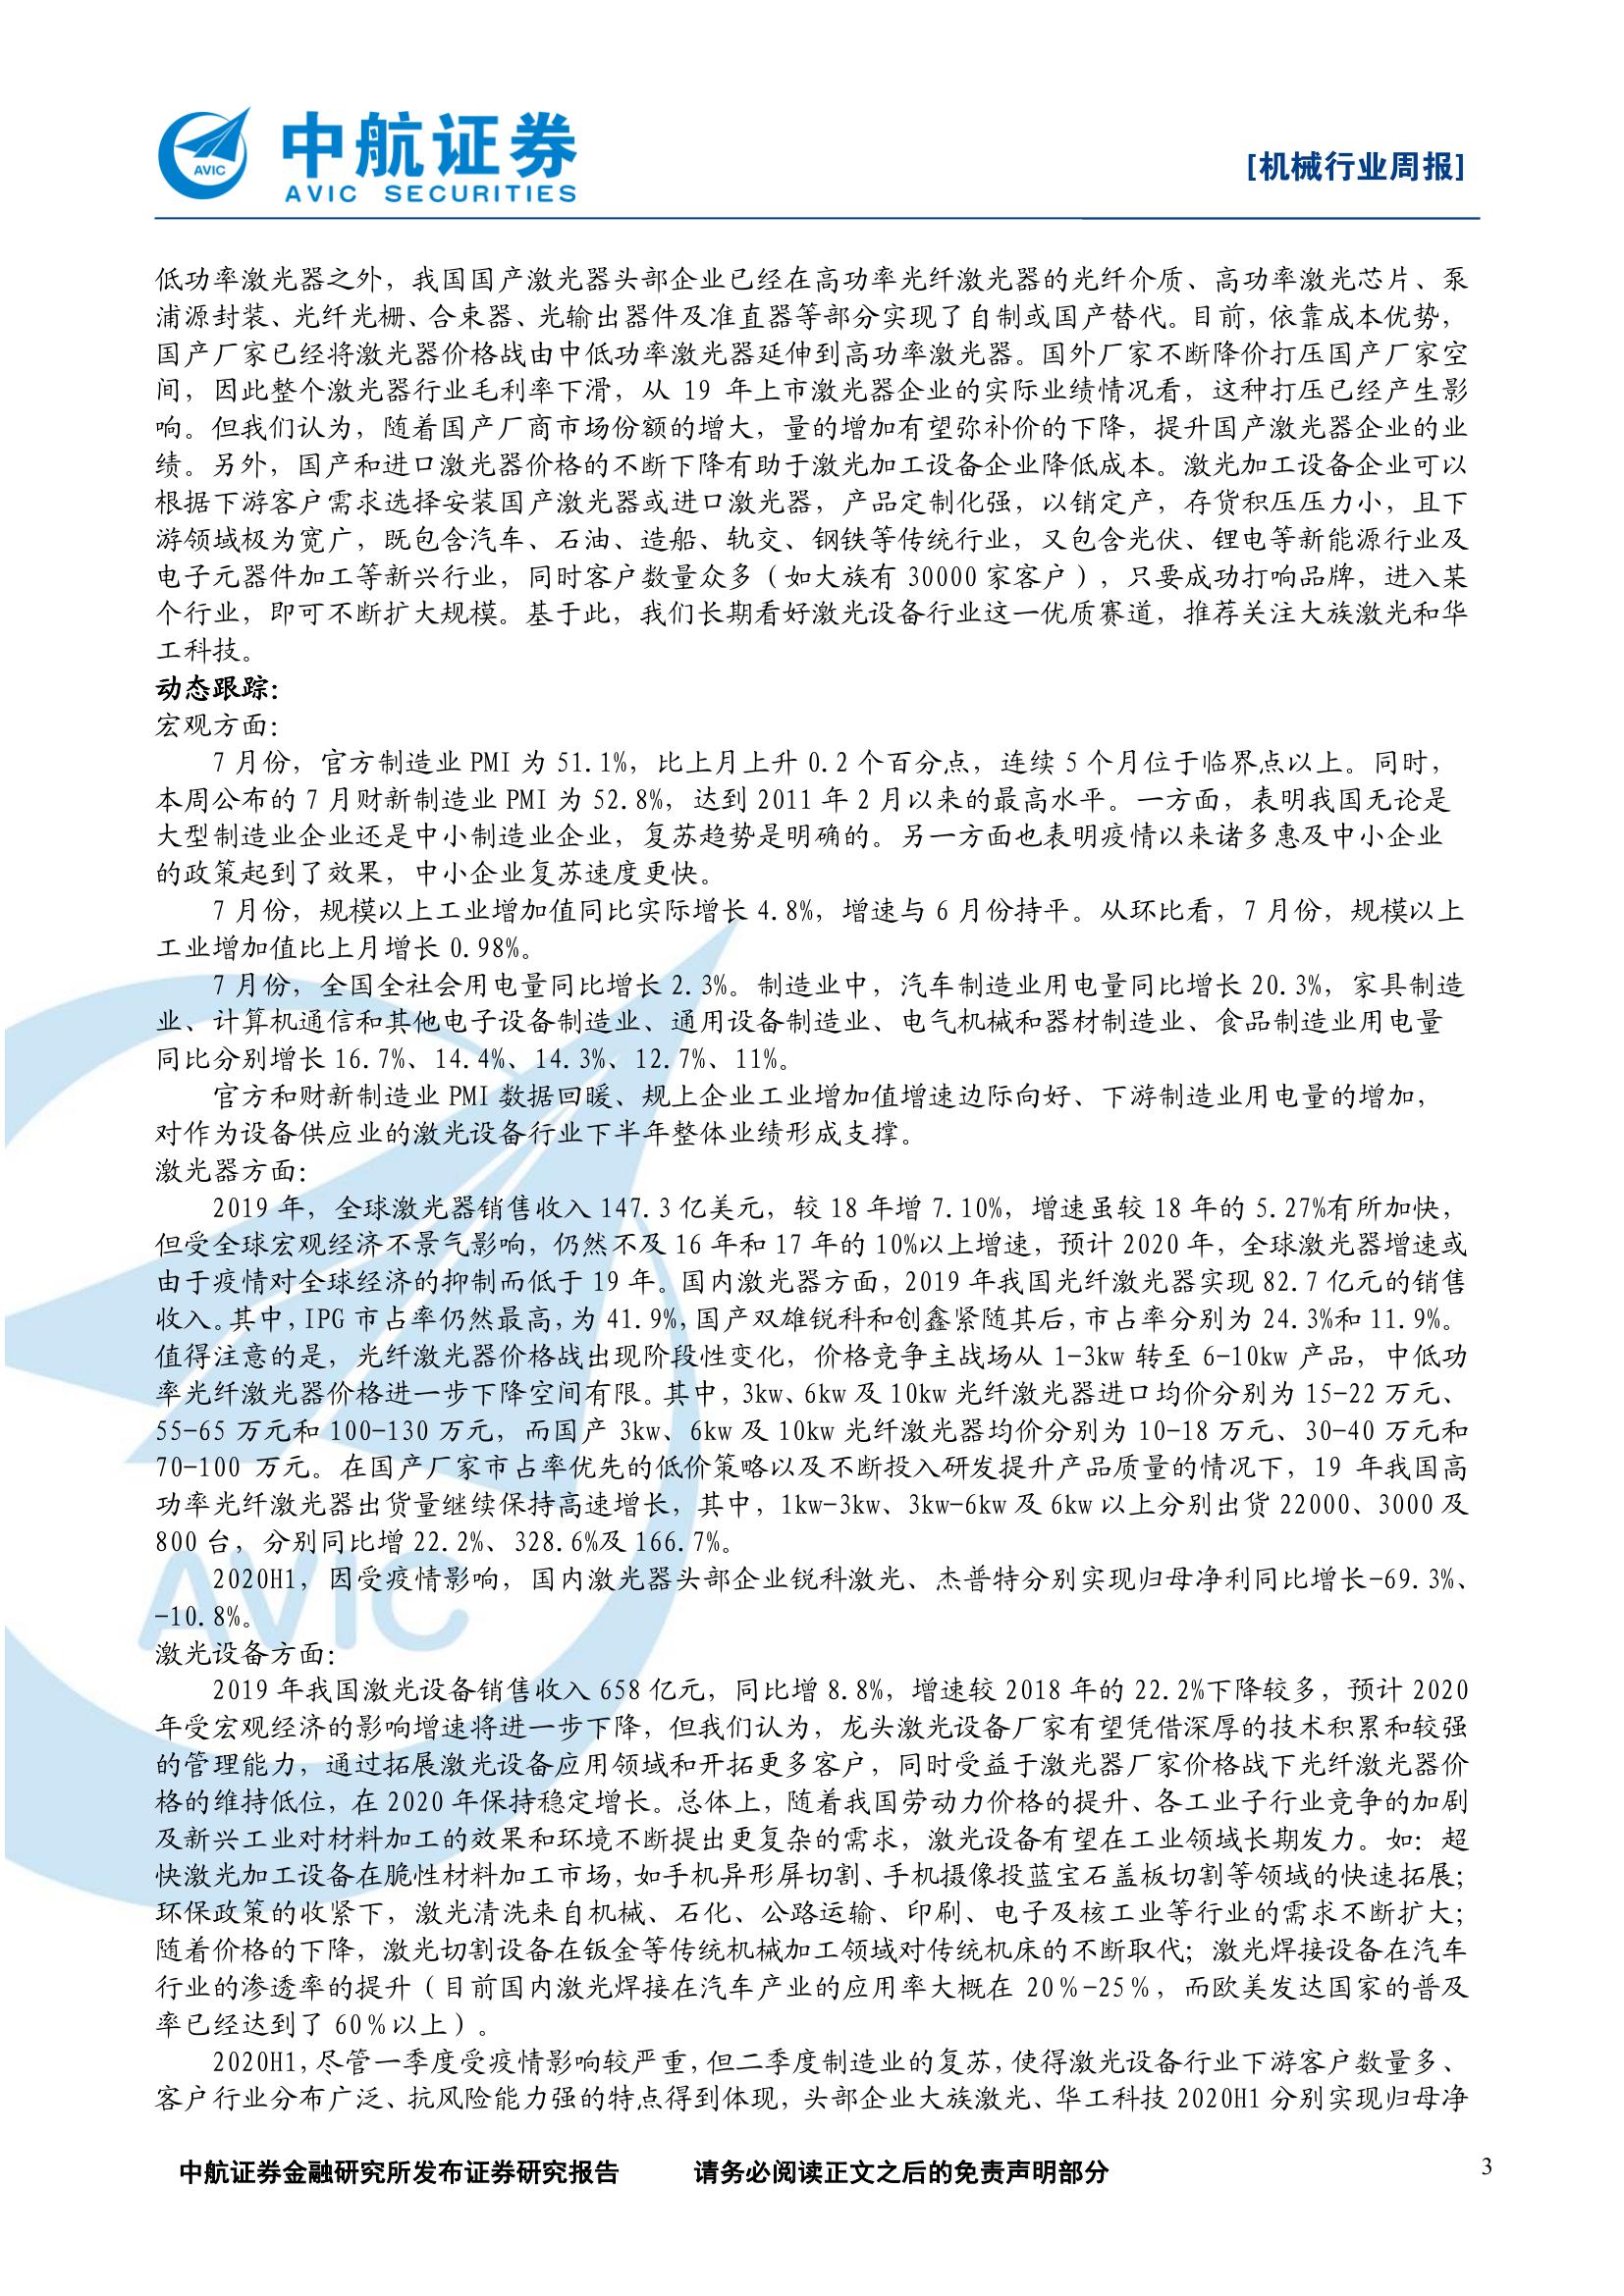 中航证券
AVIC SECURITIES
AVIC
[机械行业周报]
低功率激光器之外，我国国产激光器头部企业已经在高功率光纤激光器的光纤介质、高功率激光芯片、泵
浦源封装、光纤光栅、合束器、光输出器件及准直器等部分实现了自制或国产替代。目前，依靠成本优势，
国产厂家已经将激光器价格战由中低功率激光器延伸到高功率激光器。国外厂家不断降价打压国产厂家空
间，因此整个激光器行业毛利率下滑，从 19 年上市激光器企业的实际业绩情况看，这种打压已经产生影
响。但我们认为，随着国产厂商市场份额的增大，量的增加有望弥补价的下降，提升国产激光器企业的业
绩。另外，国产和进口激光器价格的不断下降有助于激光加工设备企业降低成本。激光加工设备企业可以
根据下游客户需求选择安装国产激光器或进口激光器，产品定制化强，以销定产，存货积压压力小，且下
游领域极为宽广，既包含汽车、石油、造船、轨交、钢铁等传统行业，又包含光伏、锂电等新能源行业及
电子元器件加工等新兴行业，同时客户数量众多（如大族有 30000 家客户），只要成功打响品牌，进入某
个行业，即可不断扩大规模。基于此，我们长期看好激光设备行业这一优质赛道，推荐关注大族激光和华
工科技。
动态跟踪：
宏观方面：
7 月份，官方制造业 PMI 为 51.1%，比上月上升 0.2 个百分点，连续 5 个月位于临界点以上。同时，
本周公布的 7 月财新制造业 PMI 为 52.8%，达到 2011 年 2 月以来的最高水平。一方面，表明我国无论是
大型制造业企业还是中小制造业企业，复苏趋势是明确的。另一方面也表明疫情以来诸多惠及中小企业
的政策起到了效果，中小企业复苏速度更快。
7 月份，规模以上工业增加值同比实际增长 4.8%，增速与 6 月份持平。从环比看，7 月份，规模以上
工业增加值比上月增长 0.98%。
7 月份，全国全社会用电量同比增长 2.3%。制造业中，汽车制造业用电量同比增长 20.3%，家具制造
业、计算机通信和其他电子设备制造业、通用设备制造业、电气机械和器材制造业、食品制造业用电量
同比分别增长 16.7%、14.4%、14.3%、12.7%、11%。
官方和财新制造业 PMI 数据回暖、规上企业工业增加值增速边际向好、下游制造业用电量的增加，
对作为设备供应业的激光设备行业下半年整体业绩形成支撑。
激光器方面：
2019 年，全球激光器销售收入 147.3 亿美元，较 18 年增 7.10%，增速虽较 18 年的 5.27%有所加快，
但受全球宏观经济不景气影响，仍然不及 16 年和 17 年的 10%以上增速，预计 2020 年，全球激光器增速或
由于疫情对全球经济的抑制而低于 19 年。国内激光器方面，2019 年我国光纤激光器实现 82.7 亿元的销售
收入。其中，IPG 市占率仍然最高，为 41.9%，国产双雄锐科和创鑫紧随其后，市占率分别为 24.3%和 11.9%。
值得注意的是，光纤激光器价格战出现阶段性变化，价格竞争主战场从 1-3kw 转至 6-10kw 产品，中低功
率光纤激光器价格进一步下降空间有限。其中，3kw、6kw 及 10kw 光纤激光器进口均价分别为 15-22 万元、
55-65 万元和 100-130 万元，而国产 3kw、6kw 及 10kw 光纤激光器均价分别为 10-18 万元、30-40 万元和
70-100 万元。在国产厂家市占率优先的低价策略以及不断投入研发提升产品质量的情况下，19 年我国高
功率光纤激光器出货量继续保持高速增长，其中，1kw-3kw、3kw-6kw 及 6kw 以上分别出货 22000、3000 及
800 台，分别同比增 22.2%、328.6%及 166.7%。
2020H1，因受疫情影响，国内激光器头部企业锐科激光、杰普特分别实现归母净利同比增长-69.3%、
-10.8%。
激光设备方面：
2019 年我国激光设备销售收入 658 亿元，同比增 8.8%，增速较 2018 年的 22.2%下降较多，预计 2020
年受宏观经济的影响增速将进一步下降，但我们认为，龙头激光设备厂家有望凭借深厚的技术积累和较强
的管理能力，通过拓展激光设备应用领域和开拓更多客户，同时受益于激光器厂家价格战下光纤激光器价
格的维持低位，在 2020 年保持稳定增长。总体上，随着我国劳动力价格的提升、各工业子行业竞争的加剧
及新兴工业对材料加工的效果和环境不断提出更复杂的需求，激光设备有望在工业领域长期发力。如：超
快激光加工设备在脆性材料加工市场，如手机异形屏切割、手机摄像投蓝宝石盖板切割等领域的快速拓展；
环保政策的收紧下，激光清洗来自机械、石化、公路运输、印刷、电子及核工业等行业的需求不断扩大；
随着价格的下降，激光切割设备在钣金等传统机械加工领域对传统机床的不断取代；激光焊接设备在汽车
行业的渗透率的提升（目前国内激光焊接在汽车产业的应用率大概在 20％-25％，而欧美发达国家的普及
率已经达到了 60％以上）。
2020H1，尽管一季度受疫情影响较严重，但二季度制造业的复苏，使得激光设备行业下游客户数量多、
客户行业分布广泛、抗风险能力强的特点得到体现，头部企业大族激光、华工科技 2020H1 分别实现归母净
AVIC
中航证券金融研究所发布证券研究报告 请务必阅读正文之后的免责声明部分 3